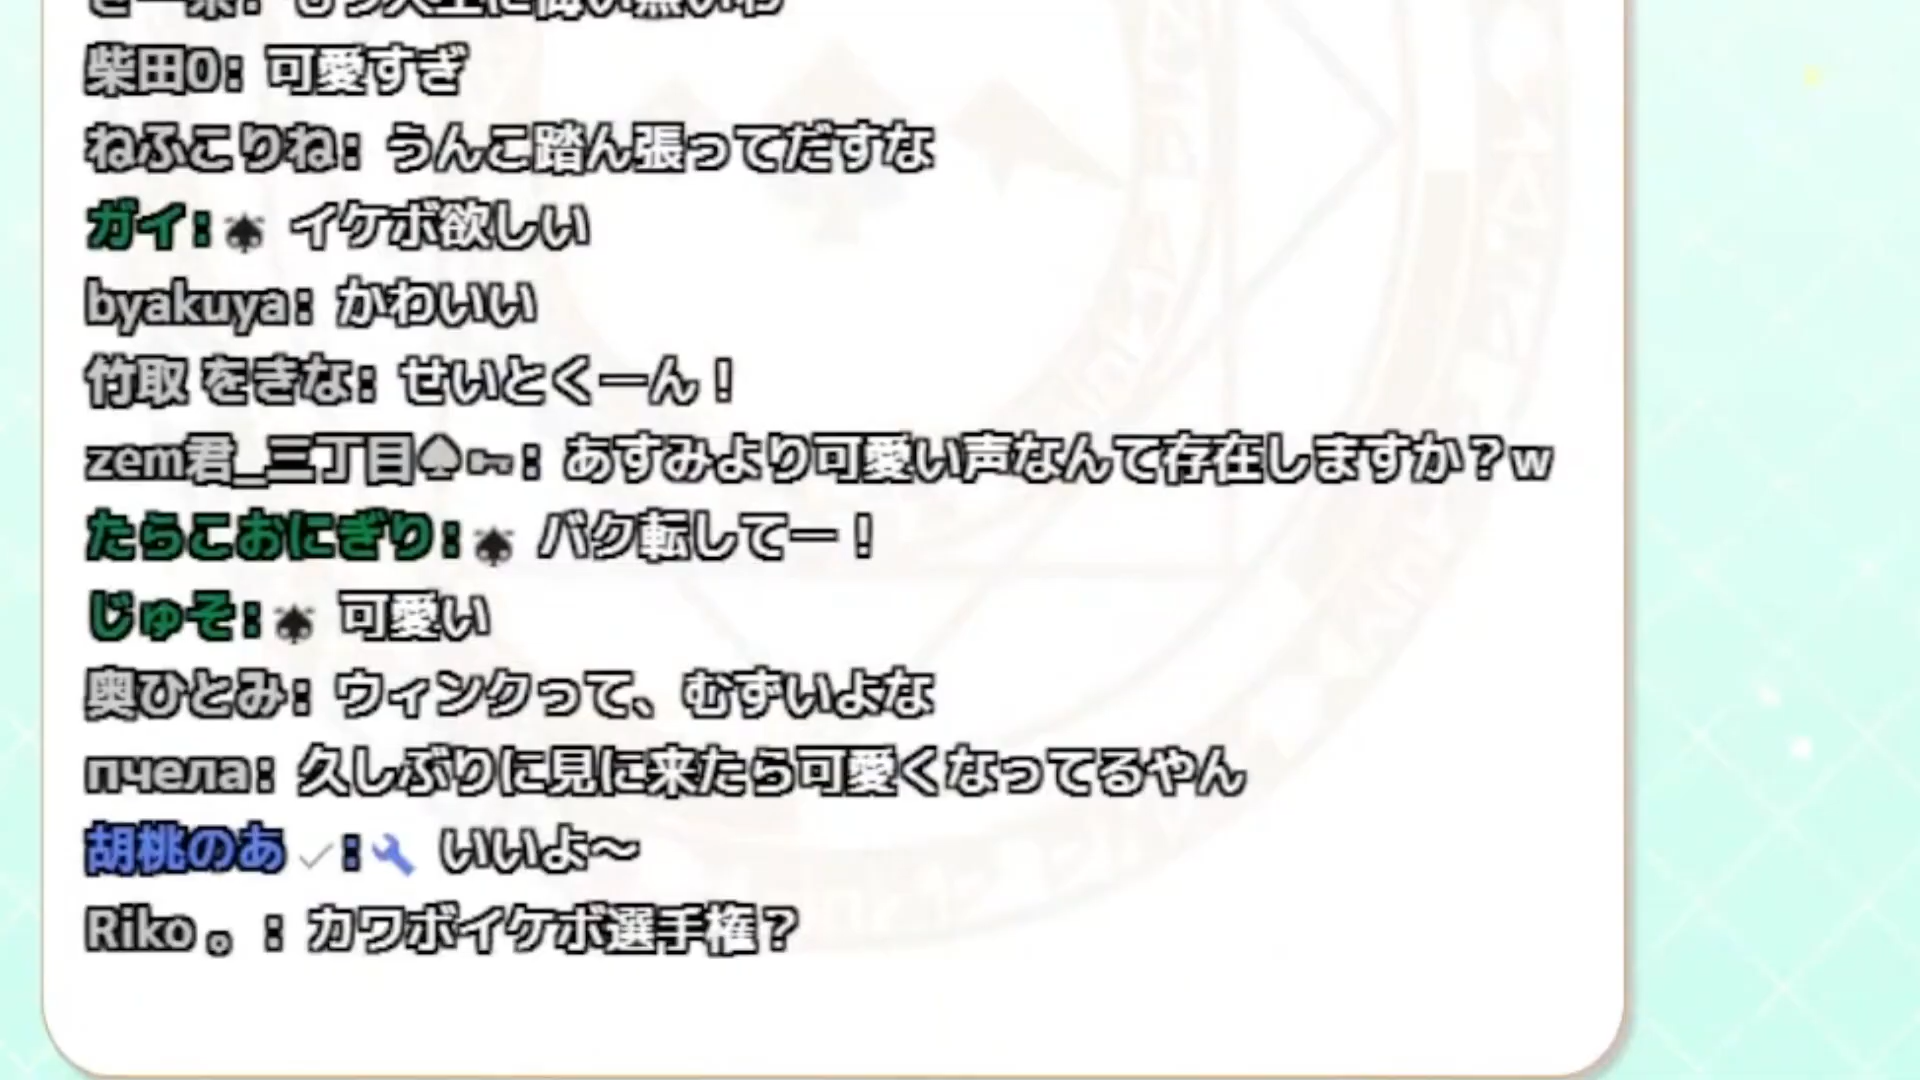 柴田0: 可愛すぎ
ねふこりね: うんこ踏ん張ってだすな
ガイ: イケボ欲しい
byakuya: かわいい
竹取 をきな: せいとくーん！
zem君_三丁目♤🗝: あすみより可愛い声なんて存在しますか？w
たらこおにぎり: バク転してー！
じゅそ: 可愛い
奥ひとみ: ウィンクって、むずいよな
пчела: 久しぶりに見に来たら可愛くなってるやん
胡桃のあ✓: いいよ〜
Riko 。: カワボイケボ選手権？